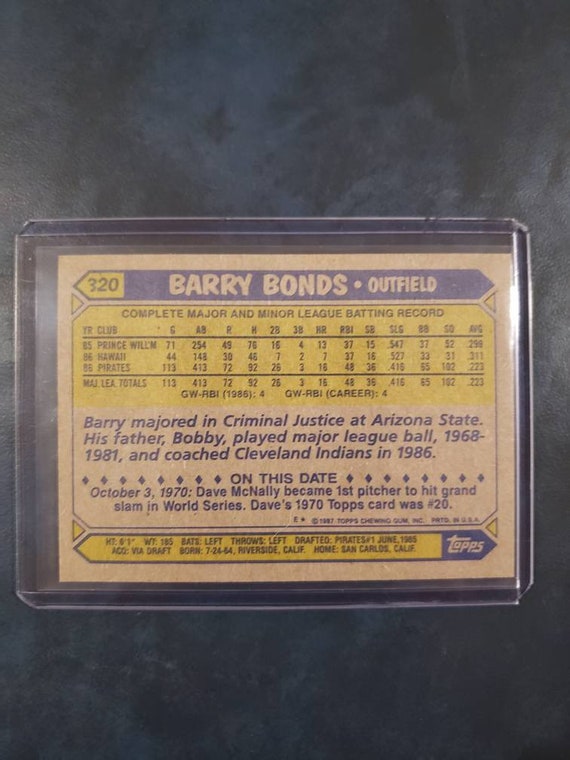 320 BARRY BONDS • OUTFIELD
COMPLETE MAJOR AND MINOR LEAGUE BATTING RECORD
YR CLUB G AB R H 2B 3B HR RBI SB SLG BB SO AVG
85 PRINCE WILL'M 71 254 49 76 16 4 13 37 15 .547 37 52 .299
86 HAWAII 44 148 30 46 7 2 7 37 16 .527 33 31 .311
86 PIRATES 113 413 72 92 26 3 16 48 36 .416 65 102 .223
MAJ. LEA. TOTALS 113 413 72 92 26 3 16 48 36 .416 65 102 .223
GW-RBI (1986): 4 GW-RBI (CAREER): 4
Barry majored in Criminal Justice at Arizona State.
His father, Bobby, played major league ball, 1968-
1981, and coached Cleveland Indians in 1986.
ON THIS DATE
October 3, 1970: Dave McNally became 1st pitcher to hit grand
slam in World Series. Dave's 1970 Topps card was #20.
E* © 1987 TOPPS CHEWING GUM, INC. PRTD. IN U.S.A.
HT: 6'1" WT: 185 BATS: LEFT THROWS: LEFT DRAFTED: PIRATES #1 JUNE, 1985
ACQ: VIA DRAFT BORN: 7-24-64, RIVERSIDE, CALIF. HOME: SAN CARLOS, CALIF.
topps